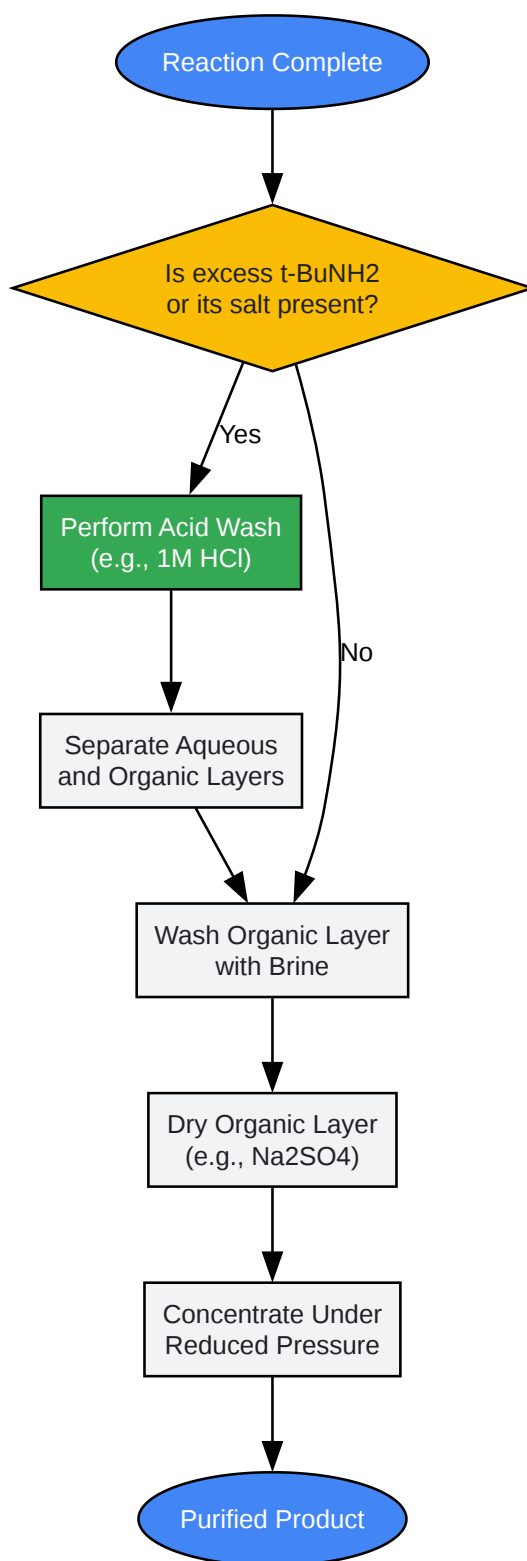 Reaction Complete
Is excess t-BuNH2
or its salt present?
Yes
Perform Acid Wash
(e.g., 1M HCl)
No
Separate Aqueous
and Organic Layers
Wash Organic Layer
with Brine
Dry Organic Layer
(e.g., Na2SO4)
Concentrate Under
Reduced Pressure
Purified Product